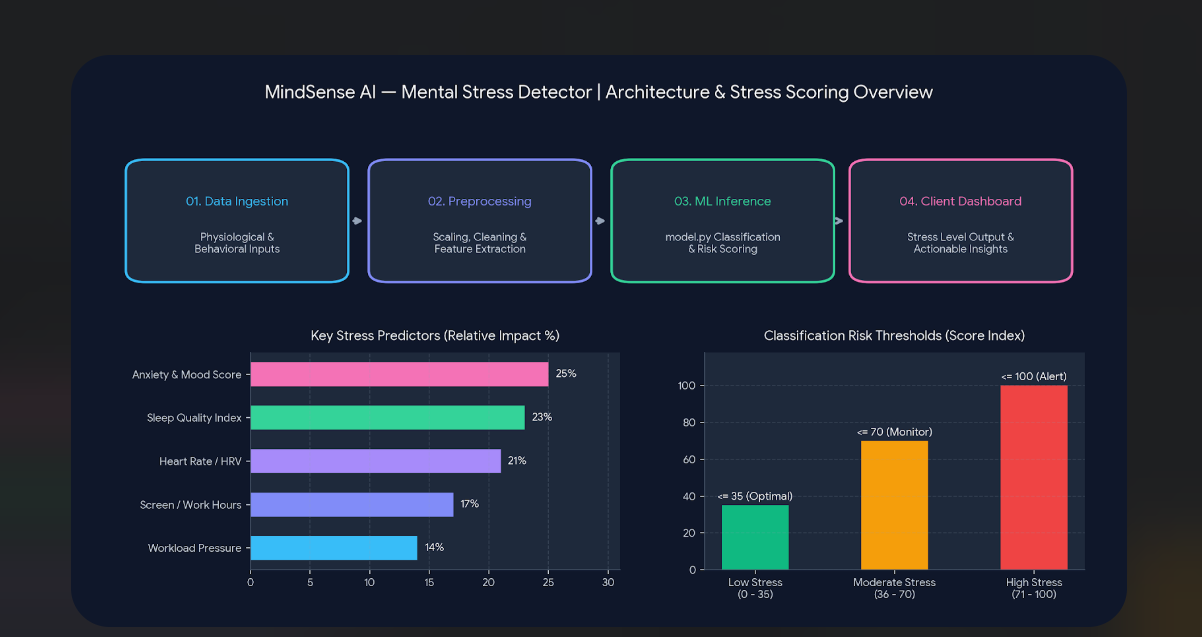 MindSense AI — Mental Stress Detector | Architecture & Stress Scoring Overview
01. Data Ingestion
Physiological &
Behavioral Inputs
02. Preprocessing
Scaling, Cleaning &
Feature Extraction
03. ML Inference
model.py Classification
& Risk Scoring
04. Client Dashboard
Stress Level Output &
Actionable Insights
Key Stress Predictors (Relative Impact %)
Anxiety & Mood Score
25%
Sleep Quality Index
23%
Heart Rate / HRV
21%
Screen / Work Hours
17%
Workload Pressure
14%
0 5 10 15 20 25 30
Classification Risk Thresholds (Score Index)
100
80
60
40
20
0
<= 35 (Optimal)
<= 70 (Monitor)
<= 100 (Alert)
Low Stress
(0 - 35)
Moderate Stress
(36 - 70)
High Stress
(71 - 100)